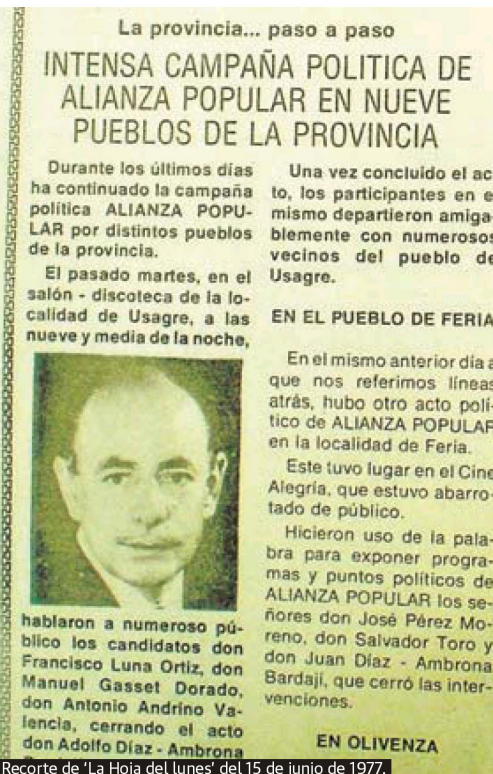 La provincia... paso a paso
INTENSA CAMPAÑA POLITICA DE
ALIANZA POPULAR EN NUEVE
PUEBLOS DE LA PROVINCIA
Durante los últimos días
ha continuado la campaña
política ALIANZA POPU-
LAR por distintos pueblos
de la provincia.
El pasado martes, en el
salón - discoteca de la lo-
calidad de Usagre, a las
nueve y media de la noche,
hablaron a numeroso pú-
blico los candidatos don
Francisco Luna Ortiz, don
Manuel Gasset Dorado,
don Antonio Andrino Va-
lencia, cerrando el acto
don Adolfo Díaz - Ambrona
Una vez concluido el ac
to, los participantes en e
mismo departieron amiga
blemente con numerosos
vecinos del pueblo de
Usagre.
EN EL PUEBLO DE FERIA
En el mismo anterior día a
que nos referimos líneas
atrás, hubo otro acto polí-
tico de ALIANZA POPULAR
en la localidad de Feria.
Este tuvo lugar en el Cine
Alegría, que estuvo abarro-
tado de público.
Hicieron uso de la pala-
bra para exponer progra-
mas y puntos políticos de
ALIANZA POPULAR los se-
ñores don José Pérez Mo-
reno, don Salvador Toro y
don Juan Díaz - Ambrona
Bardají, que cerró las inter-
venciones.
EN OLIVENZA
Recorte de 'La Hoja del lunes' del 15 de junio de 1977.